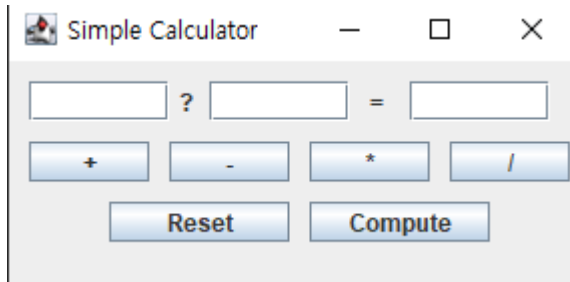 Simple Calculator
? =
+ - * /
Reset Compute